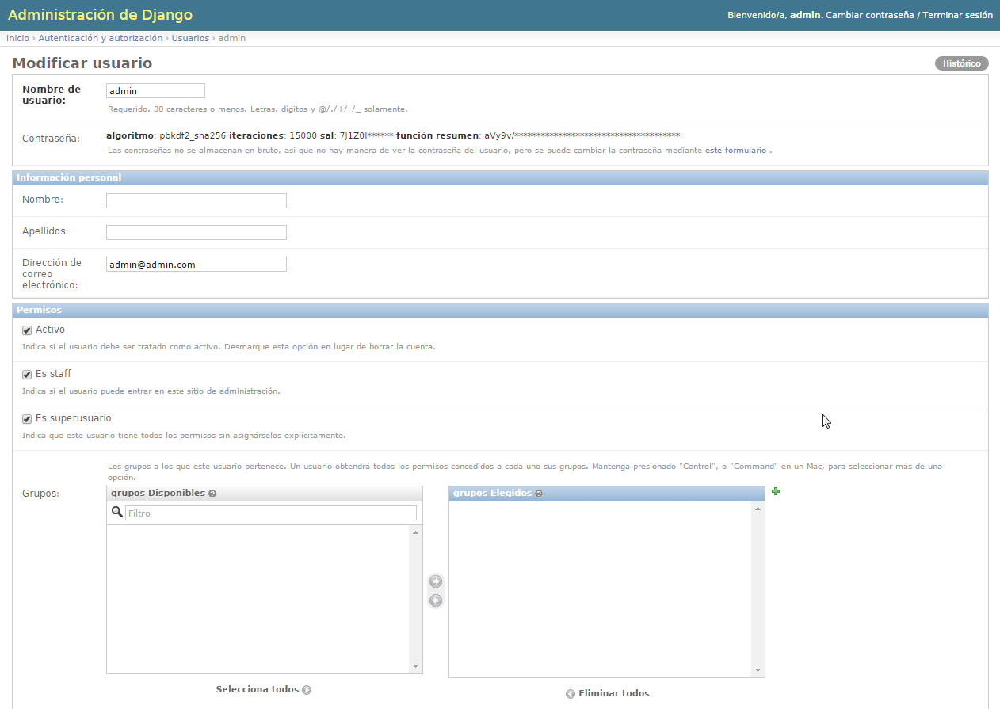 Administración de Django
Bienvenido/a, admin. Cambiar contraseña / Terminar sesión
Inicio › Autenticación y autorización › Usuarios › admin
Modificar usuario
Histórico
Nombre de
usuario:
admin
Requerido. 30 caracteres o menos. Letras, dígitos y @/./+/-/_ solamente.
Contraseña:
algoritmo: pbkdf2_sha256 iteraciones: 15000 sal: 7J1Z0I****** función resumen: aVy9v/**************************************
Las contraseñas no se almacenan en bruto, así que no hay manera de ver la contraseña del usuario, pero se puede cambiar la contraseña mediante este formulario .
Información personal
Nombre:
Apellidos:
Dirección de
correo
electrónico:
admin@admin.com
Permisos
Activo
Indica si el usuario debe ser tratado como activo. Desmarque esta opción en lugar de borrar la cuenta.
Es staff
Indica si el usuario puede entrar en este sitio de administración.
Es superusuario
Indica que este usuario tiene todos los permisos sin asignárselos explícitamente.
Los grupos a los que este usuario pertenece. Un usuario obtendrá todos los permisos concedidos a cada uno sus grupos. Mantenga presionado "Control", o "Command" en un Mac, para seleccionar más de una
opción.
Grupos:
grupos Disponibles
Filtro
Selecciona todos
grupos Elegidos
Eliminar todos